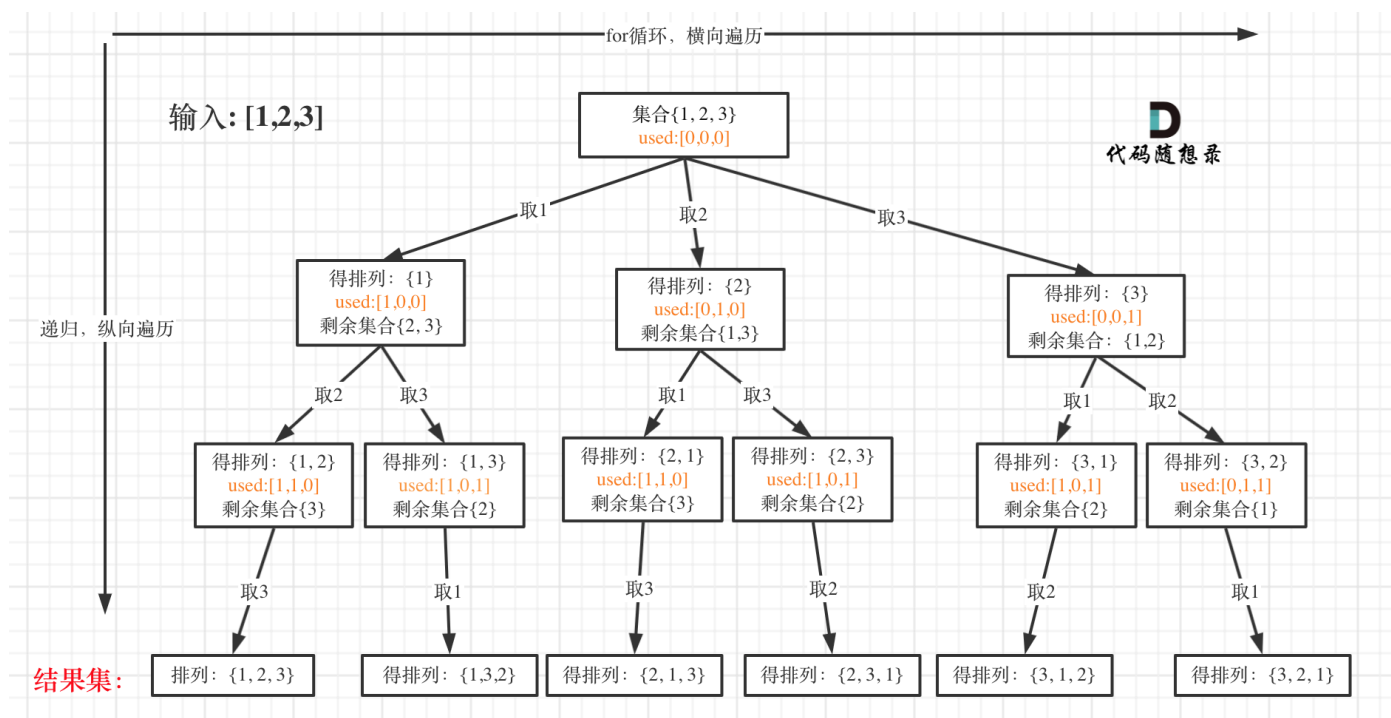 for循环，横向遍历
输入: [1,2,3]
集合{1, 2, 3}
used:[0,0,0]
代码随想录
取1
取2
取3
递归，纵向遍历
得排列：{1}
used:[1,0,0]
剩余集合{2, 3}
得排列：{2}
used:[0,1,0]
剩余集合{1,3}
得排列：{3}
used:[0,0,1]
剩余集合：{1,2}
取2
取3
取1
取3
取1
取2
得排列：{1, 2}
used:[1,1,0]
剩余集合{3}
得排列：{1, 3}
used:[1,0,1]
剩余集合{2}
得排列：{2, 1}
used:[1,1,0]
剩余集合{3}
得排列：{2, 3}
used:[1,0,1]
剩余集合{2}
得排列：{3, 1}
used:[1,0,1]
剩余集合{2}
得排列：{3, 2}
used:[0,1,1]
剩余集合{1}
取3
取1
取3
取2
取2
取1
结果集：
排列：{1, 2, 3}
得排列：{1,3,2}
得排列：{2, 1, 3}
得排列：{2, 3, 1}
得排列：{3, 1, 2}
得排列：{3, 2, 1}